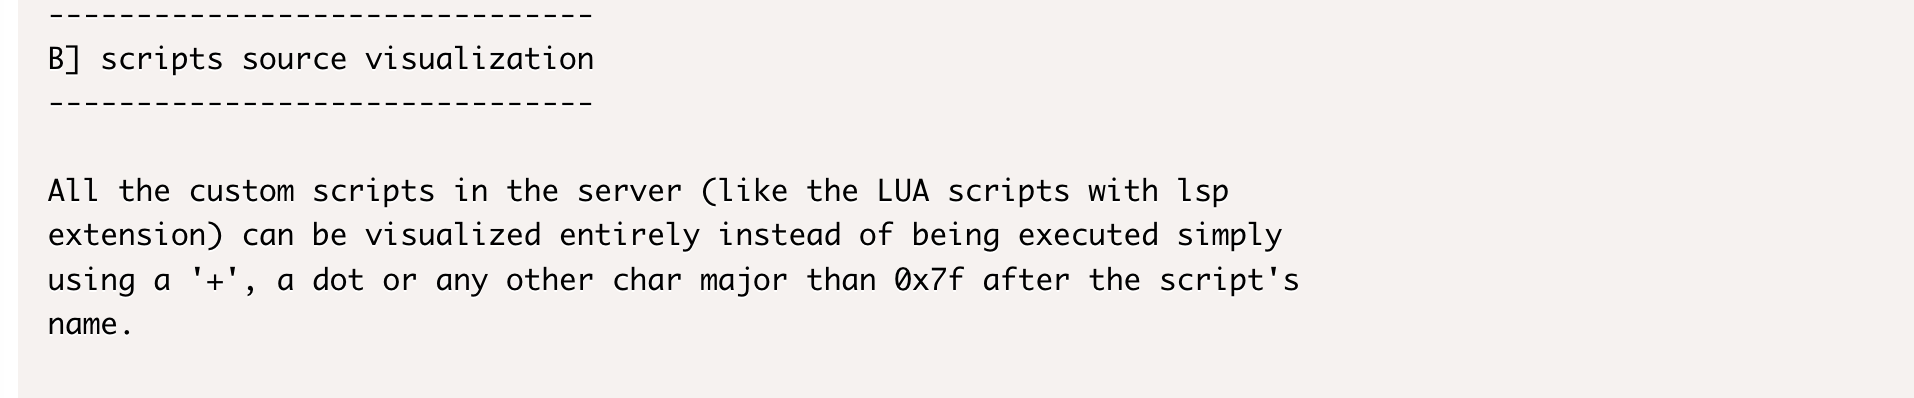 -------------------------------
B] scripts source visualization
-------------------------------
All the custom scripts in the server (like the LUA scripts with lsp
extension) can be visualized entirely instead of being executed simply
using a '+', a dot or any other char major than 0x7f after the script's
name.